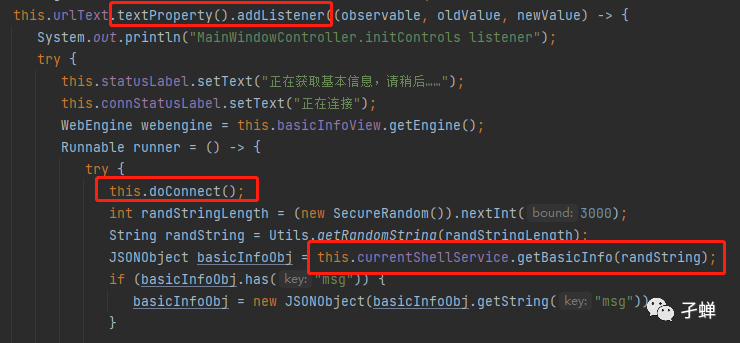 this.urlText.textProperty().addListener((observable, oldValue, newValue) -> {
System.out.println("MainWindowController.initControls listener");
try {
this.statusLabel.setText("正在获取基本信息，请稍后……");
this.connStatusLabel.setText("正在连接");
WebEngine webengine = this.basicInfoView.getEngine();
Runnable runner = () -> {
try {
this.doConnect();
int randStringLength = (new SecureRandom()).nextInt( bound: 3000);
String randString = Utils.getRandomString(randStringLength);
JSONObject basicInfoObj = this.currentShellService.getBasicInfo(randString);
if (basicInfoObj.has( key: "msg")) {
basicInfoObj = new JSONObject(basicInfoObj.getString( key: "msg"))
}
孜蝉